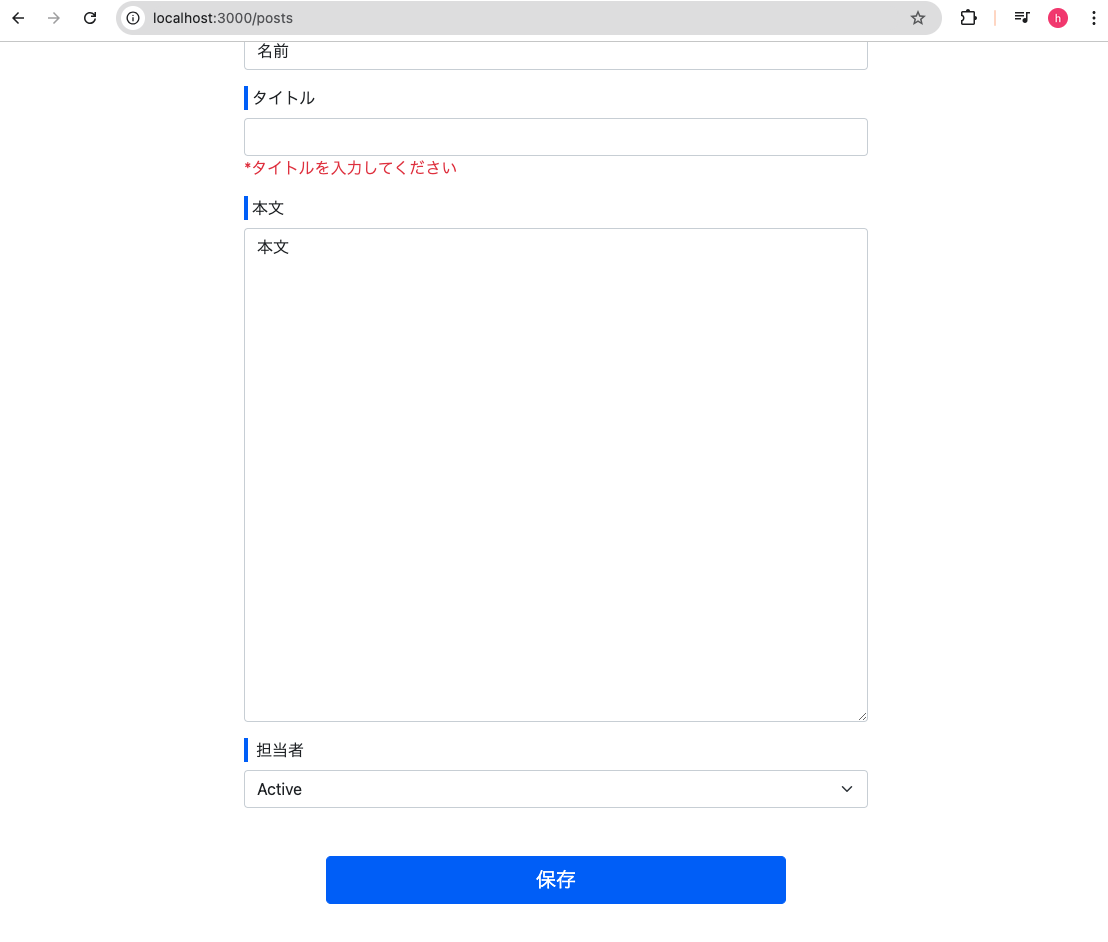 localhost:3000/posts
h
名前
タイトル
*タイトルを入力してください
本文
本文
担当者
Active
保存